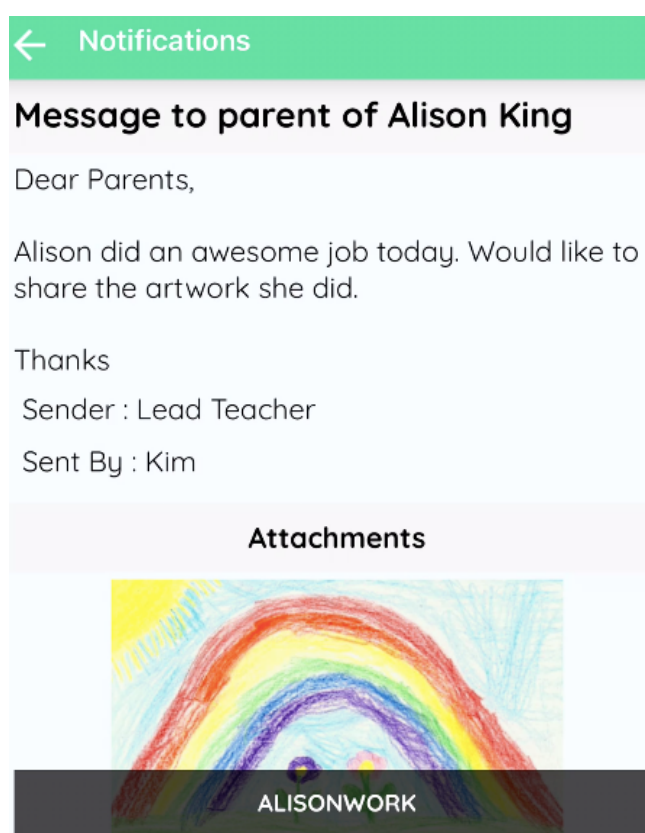 Notifications
Message to parent of Alison King
Dear Parents,
Alison did an awesome job today. Would like to
share the artwork she did.
Thanks
Sender : Lead Teacher
Sent By : Kim
Attachments
ALISONWORK